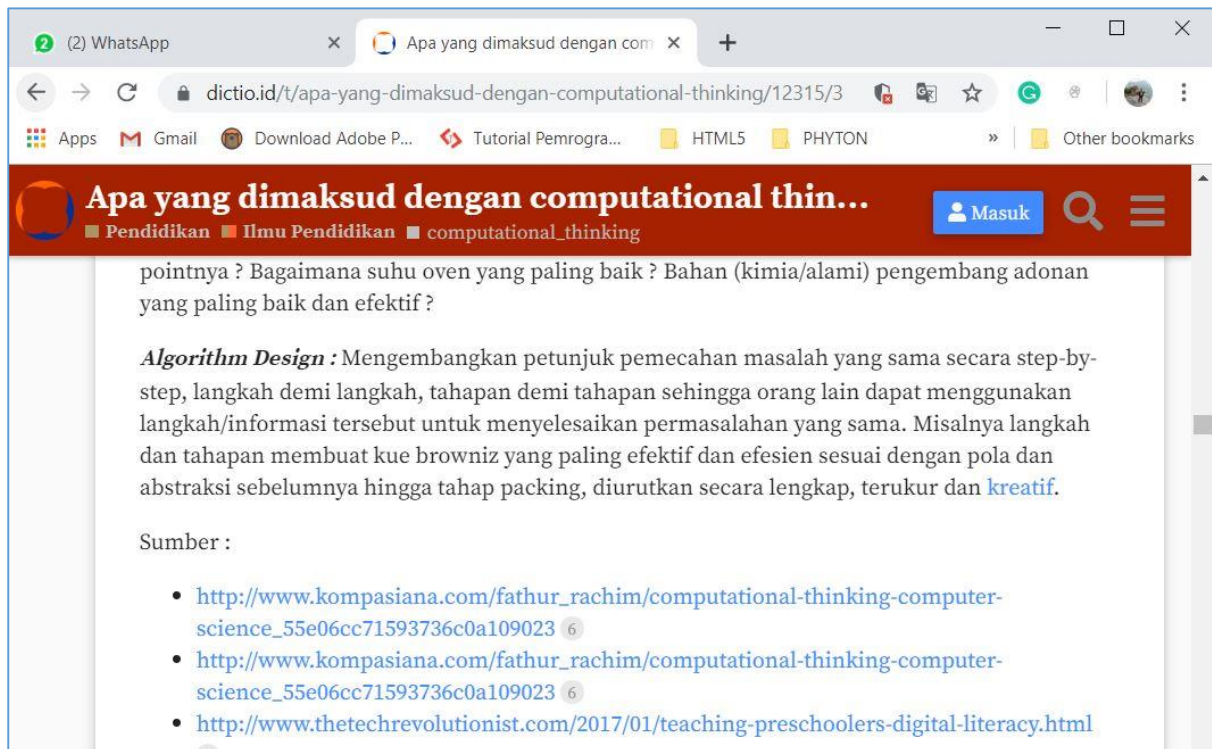 (2) WhatsApp
Apa yang dimaksud dengan com
dictio.id/t/apa-yang-dimaksud-dengan-computational-thinking/12315/3
Apps Gmail Download Adobe P... Tutorial Pemrogra... HTML5 PHYTON » Other bookmarks
Apa yang dimaksud dengan computational thin...
Pendidikan Ilmu Pendidikan computational_thinking
Masuk
pointnya ? Bagaimana suhu oven yang paling baik ? Bahan (kimia/alami) pengembang adonan
yang paling baik dan efektif ?
Algorithm Design : Mengembangkan petunjuk pemecahan masalah yang sama secara step-by-
step, langkah demi langkah, tahapan demi tahapan sehingga orang lain dapat menggunakan
langkah/informasi tersebut untuk menyelesaikan permasalahan yang sama. Misalnya langkah
dan tahapan membuat kue browniz yang paling efektif dan efesien sesuai dengan pola dan
abstraksi sebelumnya hingga tahap packing, diurutkan secara lengkap, terukur dan kreatif.
Sumber :
• http://www.kompasiana.com/fathur_rachim/computational-thinking-computer-
science_55e06cc71593736c0a109023 6
• http://www.kompasiana.com/fathur_rachim/computational-thinking-computer-
science_55e06cc71593736c0a109023 6
• http://www.thetechrevolutionist.com/2017/01/teaching-preschoolers-digital-literacy.html